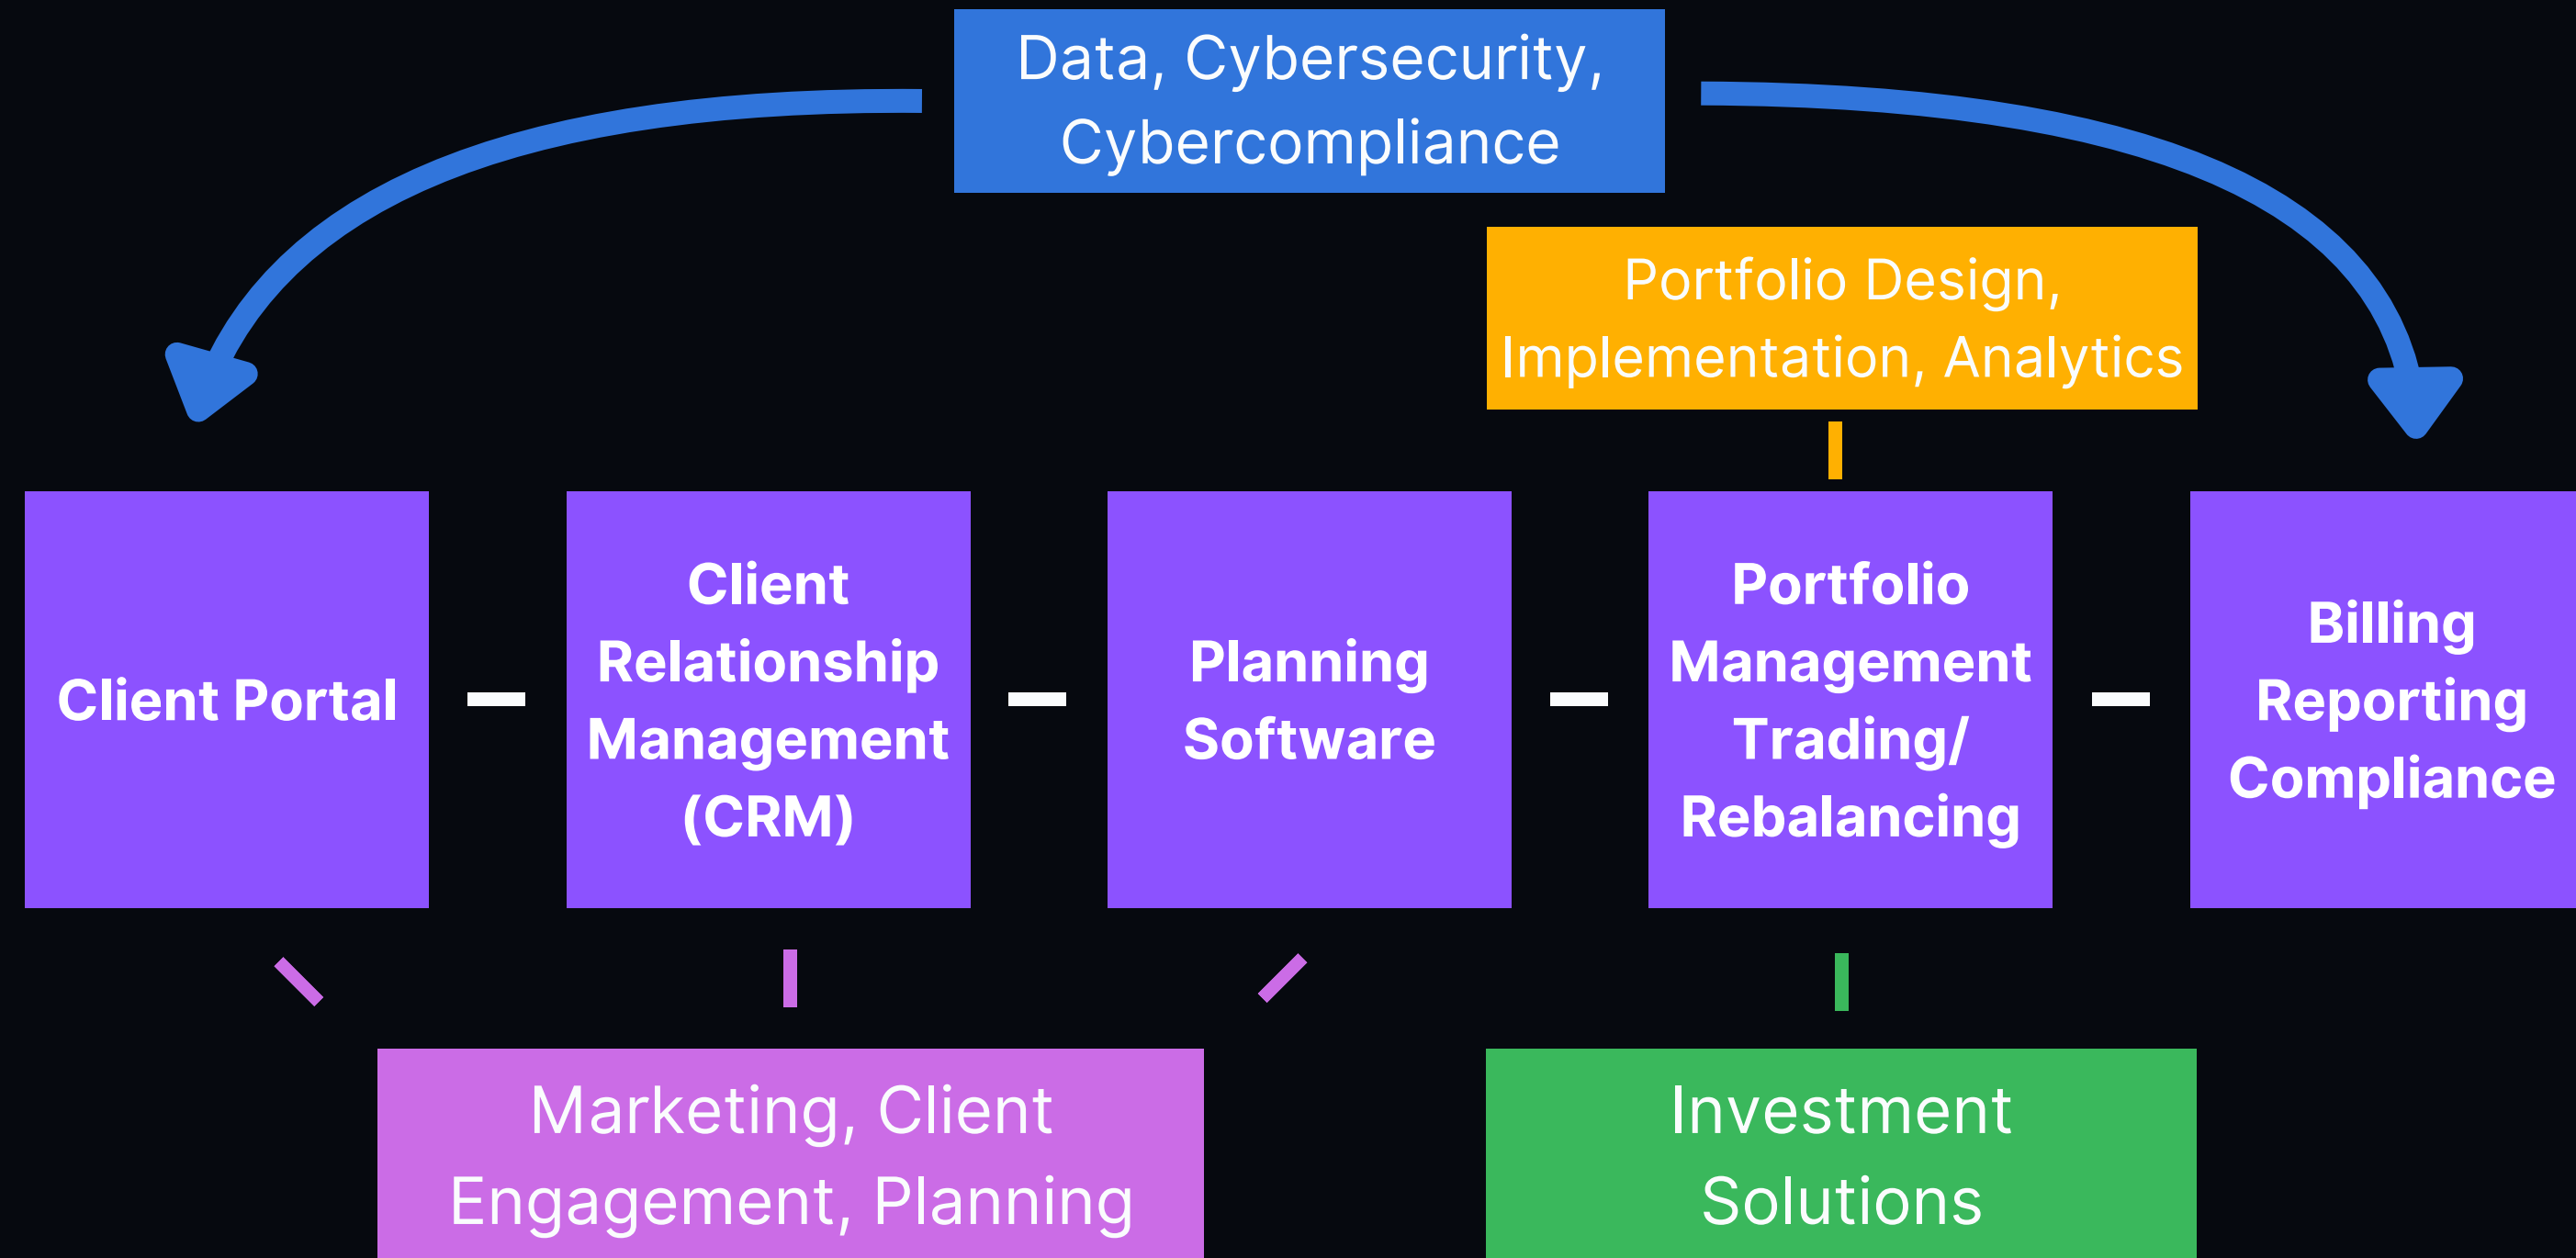 Data, Cybersecurity,
Cybercompliance
Portfolio Design,
Implementation, Analytics
Client Portal
Client
Relationship
Management
(CRM)
Planning
Software
Portfolio
Management
Trading/
Rebalancing
Billing
Reporting
Compliance
Marketing, Client
Engagement, Planning
Investment
Solutions